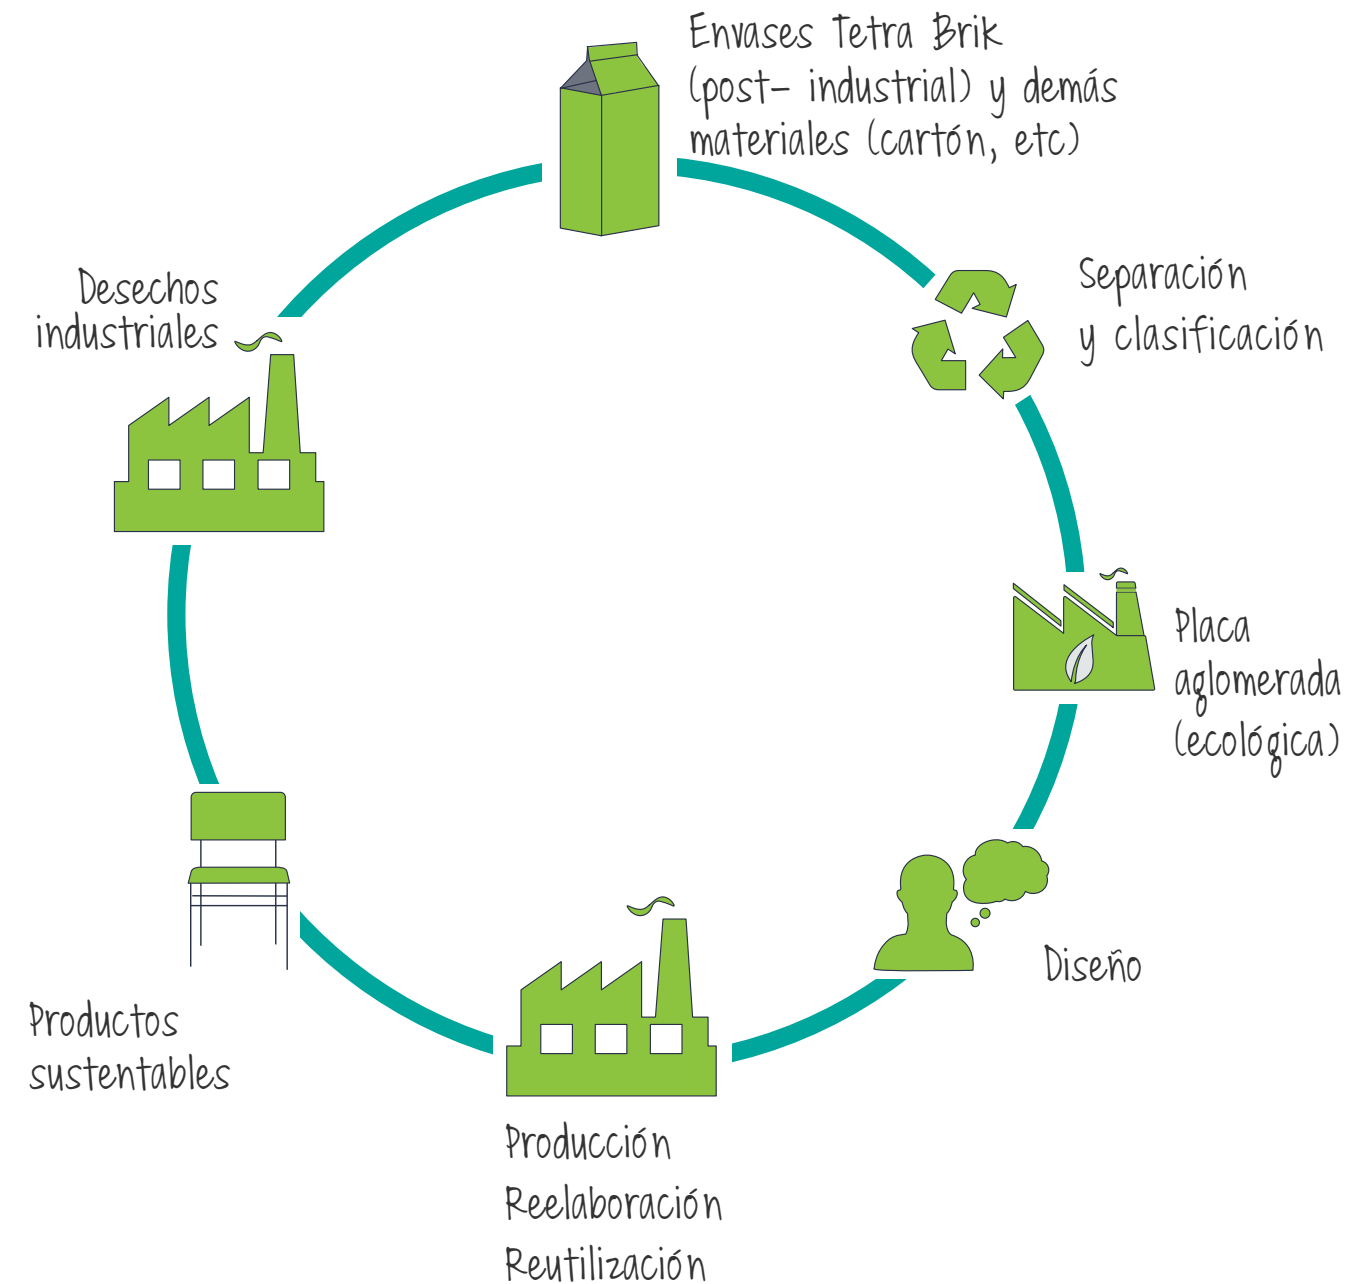 Envases Tetra Brik
(post- industrial) y demás
materiales (cartón, etc)
Separación
y clasificación
Placa
aglomerada
(ecológica)
Diseño
Producción
Reelaboración
Reutilización
Productos
sustentables
Desechos
industriales